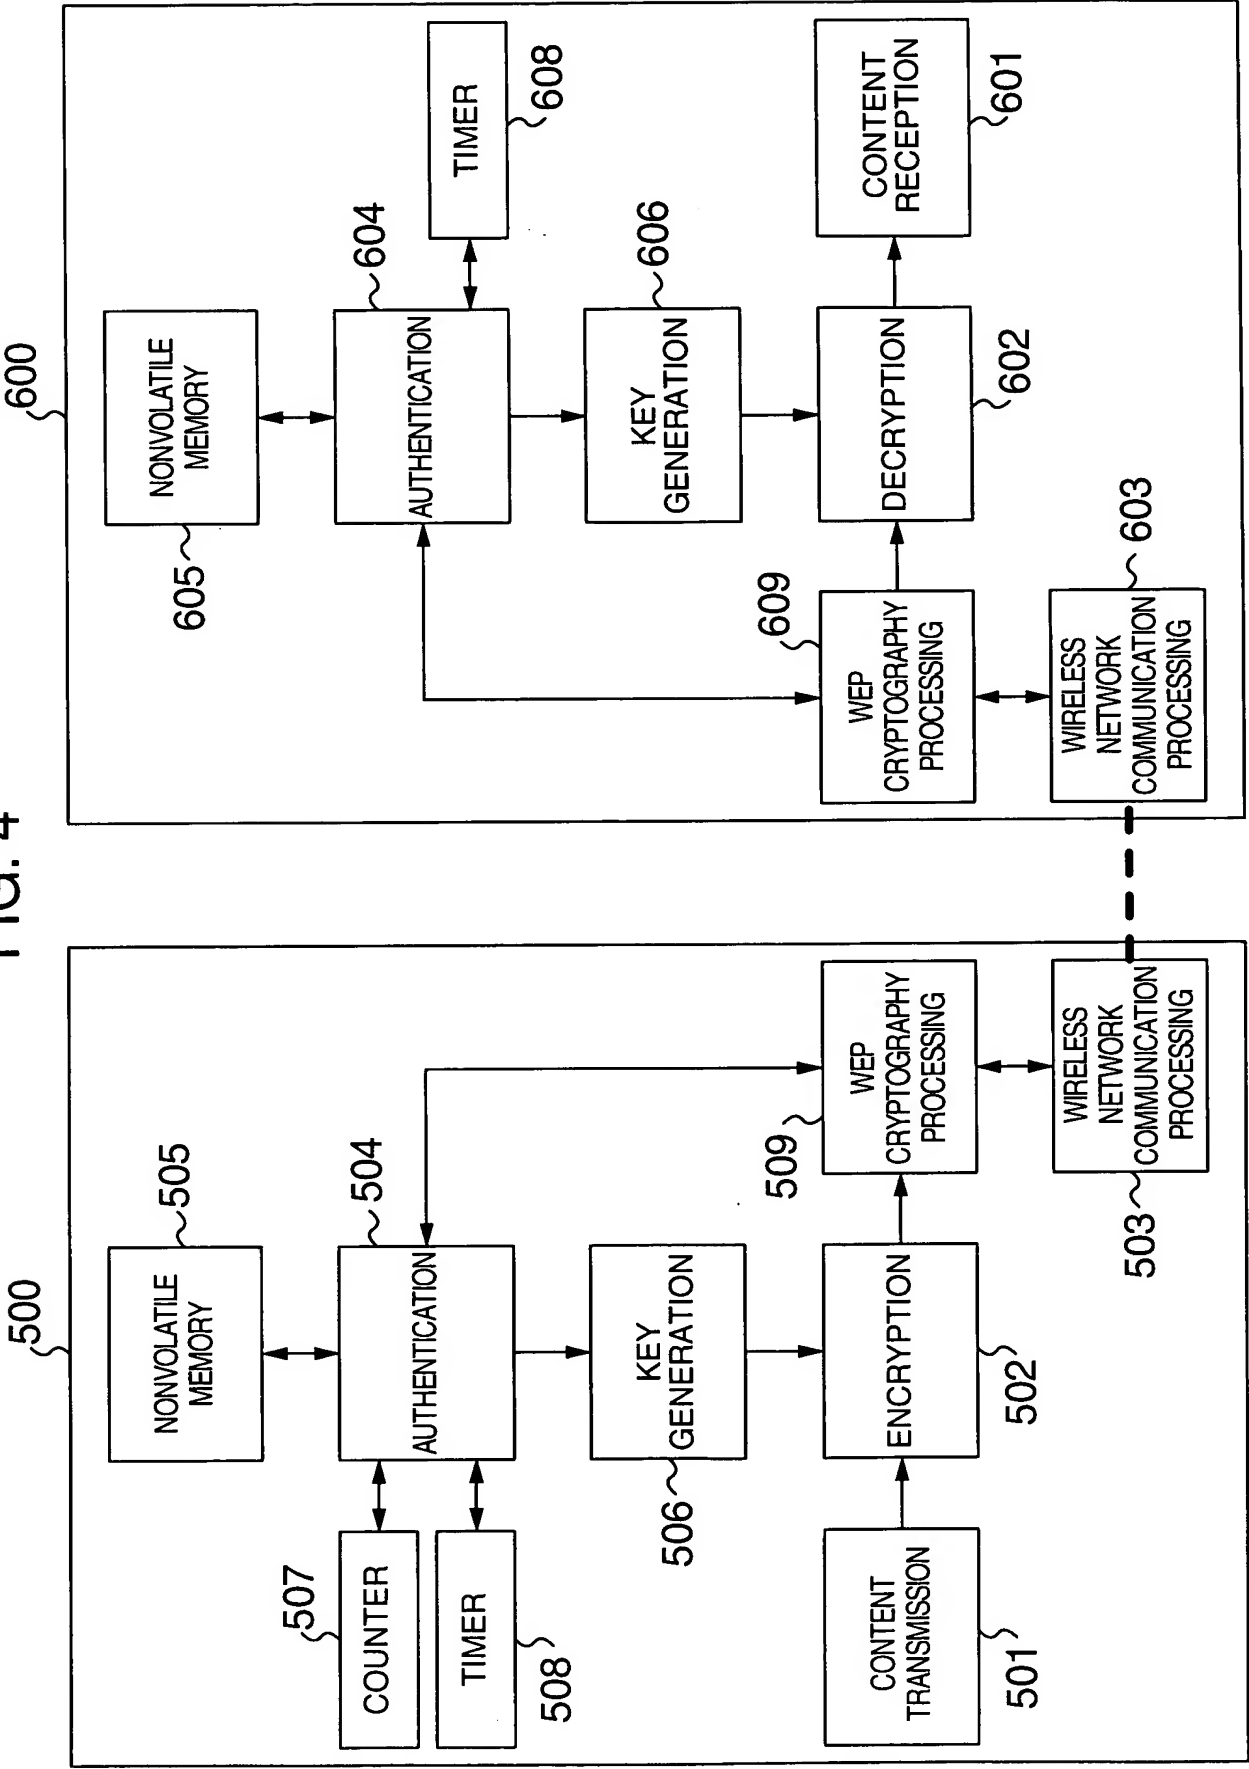 FIG. 4
500
NONVOLATILE
MEMORY
505
504
AUTHENTICATION
507
COUNTER
TIMER
508
KEY
GENERATION
506
CONTENT
TRANSMISSION
501
ENCRYPTION
502
509
WEP
CRYPTOGRAPHY
PROCESSING
WIRELESS
NETWORK
COMMUNICATION
PROCESSING
503
600
NONVOLATILE
MEMORY
605
604
AUTHENTICATION
TIMER
608
606
KEY
GENERATION
609
WEP
CRYPTOGRAPHY
PROCESSING
DECRYPTION
602
CONTENT
RECEPTION
601
WIRELESS
NETWORK
COMMUNICATION
PROCESSING
603